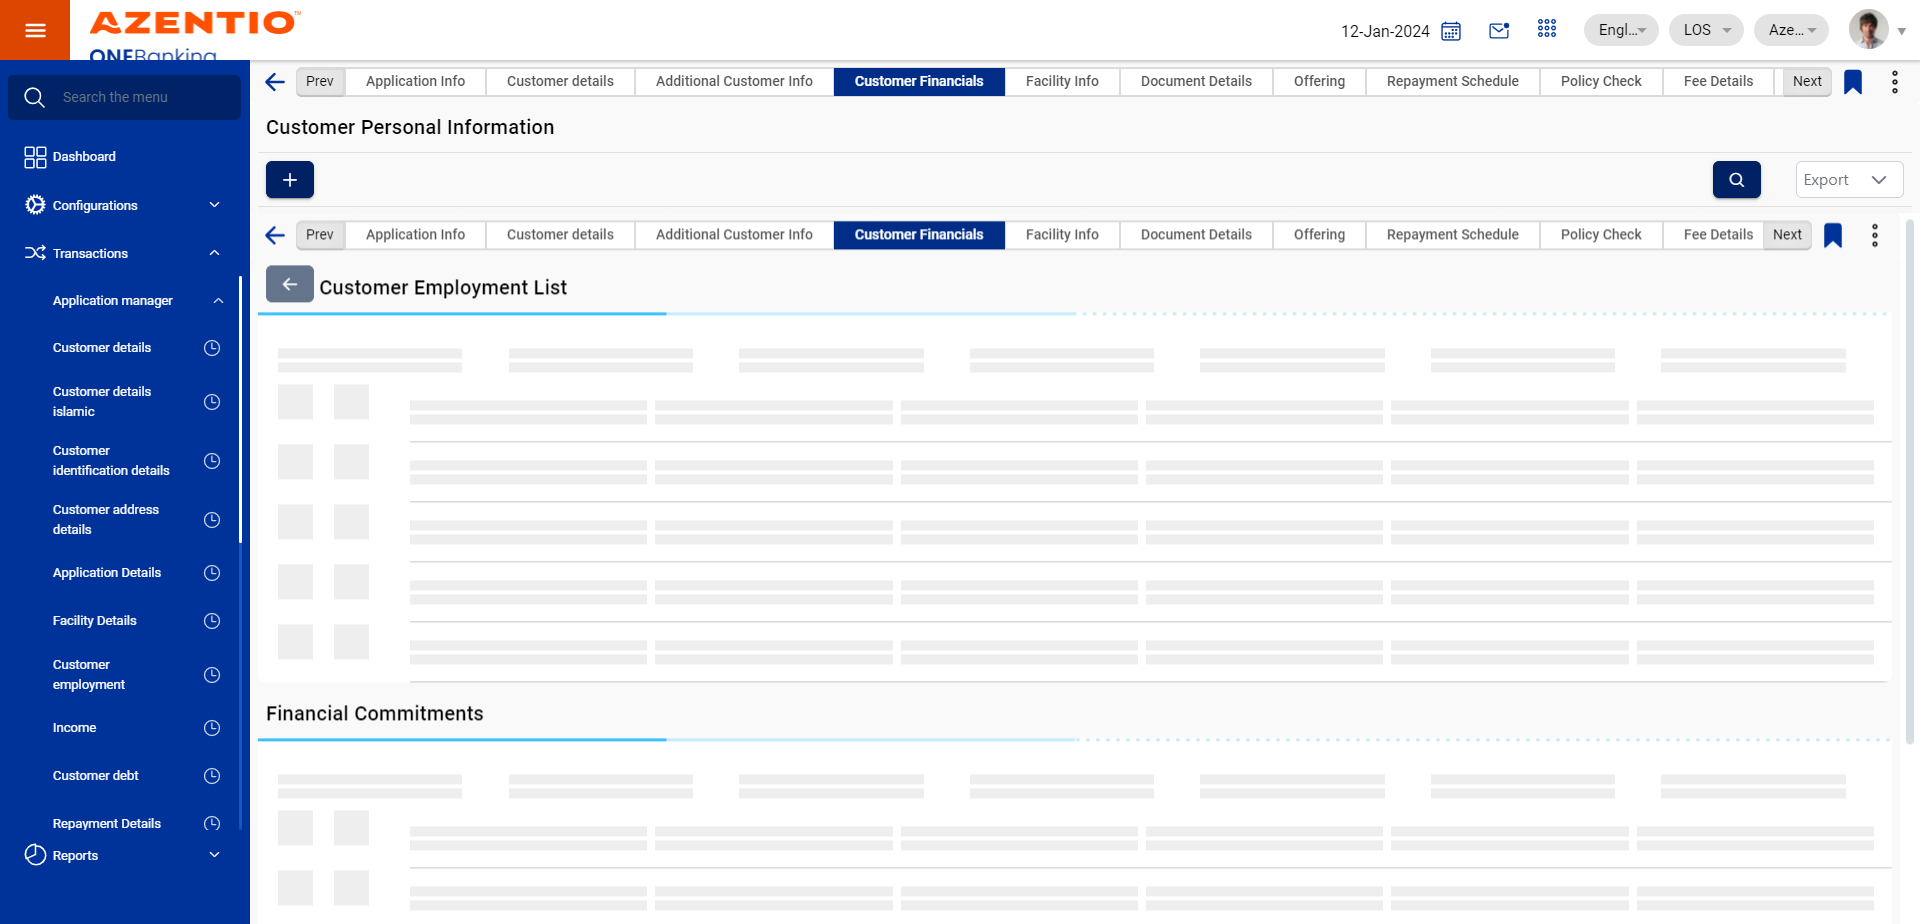 AZENTIO™
ONEBanking
12-Jan-2024
Engl...
LOS
Aze...
Search the menu
Dashboard
Configurations
Transactions
Application manager
Customer details
Customer details
islamic
Customer
identification details
Customer address
details
Application Details
Facility Details
Customer
employment
Income
Customer debt
Repayment Details
Reports
Prev Application Info Customer details Additional Customer Info Customer Financials Facility Info Document Details Offering Repayment Schedule Policy Check Fee Details Next
Customer Personal Information
+
Export
Prev Application Info Customer details Additional Customer Info Customer Financials Facility Info Document Details Offering Repayment Schedule Policy Check Fee Details Next
Customer Employment List
Financial Commitments